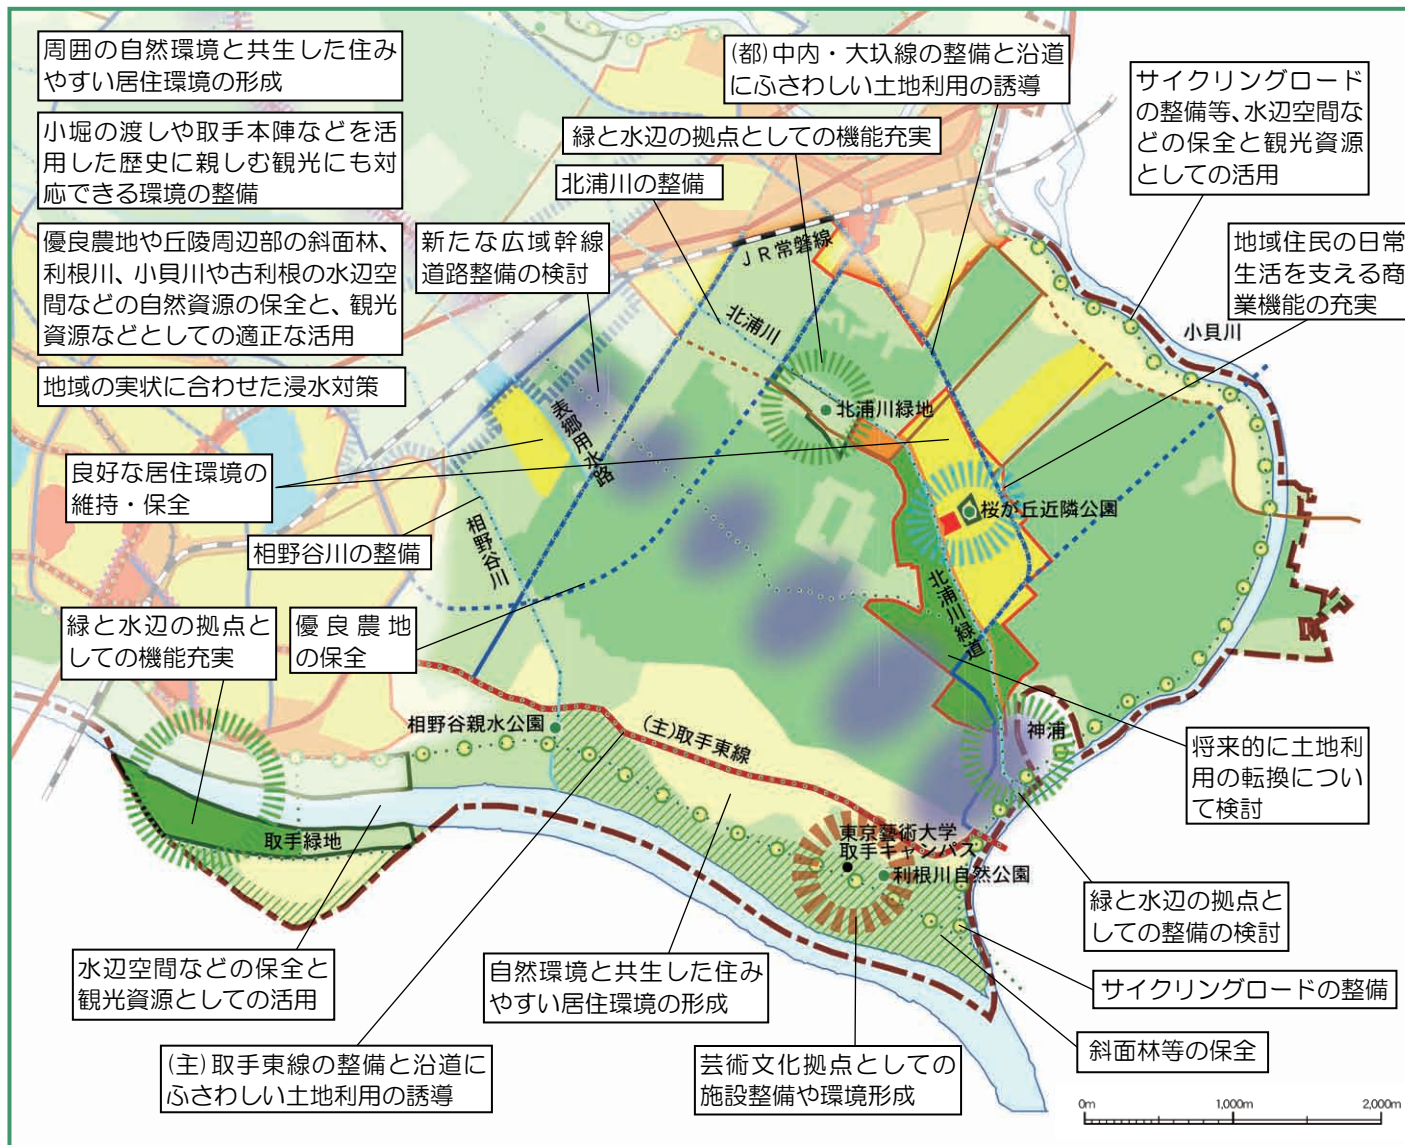 周囲の自然環境と共生した住み
やすい居住環境の形成
小堀の渡しや取手本陣などを活
用した歴史に親しむ観光にも対
応できる環境の整備
優良農地や丘陵周辺部の斜面林、
利根川、小貝川や古利根の水辺空
間などの自然資源の保全と、観光
資源などとしての適正な活用
地域の実状に合わせた浸水対策
(都)中内・大圦線の整備と沿道
にふさわしい土地利用の誘導
緑と水辺の拠点としての機能充実
北浦川の整備
新たな広域幹線
道路整備の検討
サイクリングロード
の整備等、水辺空間な
どの保全と観光資源
としての活用
地域住民の日常
生活を支える商
業機能の充実
小貝川
JR常磐線
北浦川
北浦川緑地
表郷用水路
良好な居住環境の
維持・保全
桜が丘近隣公園
相野谷川の整備
相野谷川
北浦川緑道
緑と水辺の拠点と
しての機能充実
優良農地
の保全
相野谷親水公園
(主)取手東線
神浦
将来的に土地利
用の転換につい
て検討
取手緑地
東京藝術大学
取手キャンパス
利根川自然公園
緑と水辺の拠点と
しての整備の検討
水辺空間などの保全と
観光資源としての活用
自然環境と共生した住み
やすい居住環境の形成
サイクリングロードの整備
(主)取手東線の整備と沿道に
ふさわしい土地利用の誘導
芸術文化拠点としての
施設整備や環境形成
斜面林等の保全
0m 1,000m 2,000m